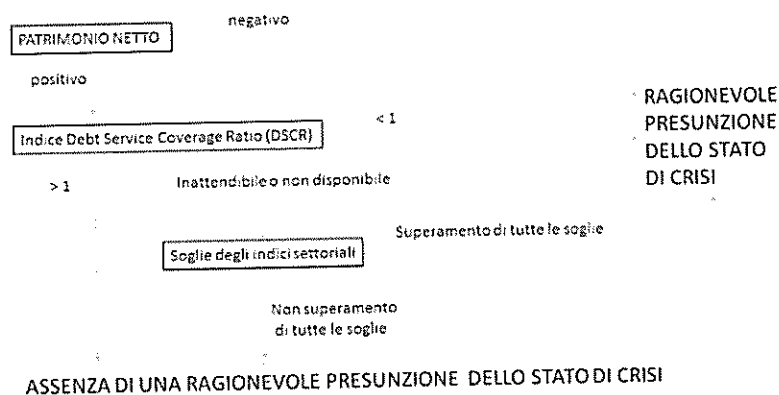 negativo
PATRIMONIO NETTO
positivo
< 1
RAGIONEVOLE
PRESUNZIONE
DELLO STATO
DI CRISI
Indice Debt Service Coverage Ratio (DSCR)
> 1
Inattendibile o non disponibile
Superamento di tutte le soglie
Soglie degli indici settoriali
Non superamento
di tutte le soglie
ASSENZA DI UNA RAGIONEVOLE PRESUNZIONE DELLO STATO DI CRISI